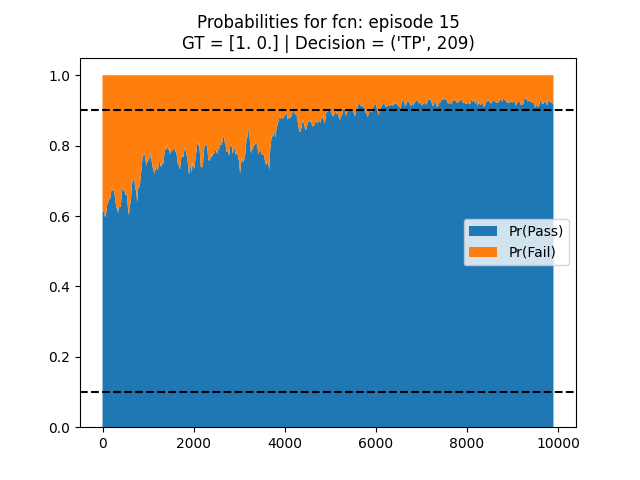 Probabilities for fcn: episode 15
GT = [1. 0.] | Decision = ('TP', 209)
1.0
0.8
0.6
0.4
0.2
0.0
Pr(Pass)
Pr(Fail)
0 2000 4000 6000 8000 10000